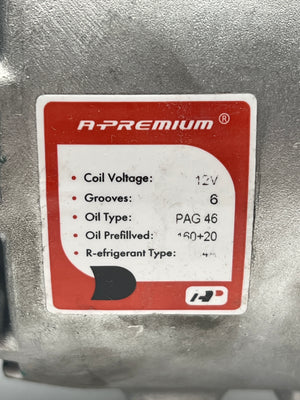 A-PREMIUM ®
• Coil Voltage: 12V
• Grooves: 6
• Oil Type: PAG 46
• Oil Prefillved: 160+20
• R-efrigerant Type: